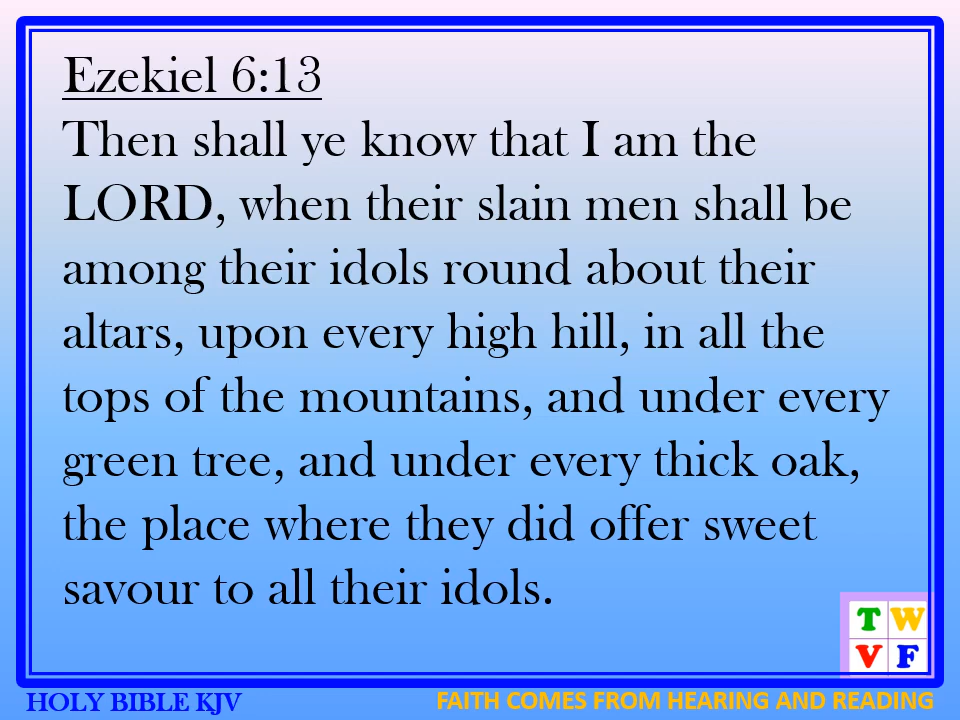 Ezekiel 6:13
Then shall ye know that I am the
LORD, when their slain men shall be
among their idols round about their
altars, upon every high hill, in all the
tops of the mountains, and under every
green tree, and under every thick oak,
the place where they did offer sweet
savour to all their idols.
T W
V F
HOLY BIBLE KJV
FAITH COMES FROM HEARING AND READING